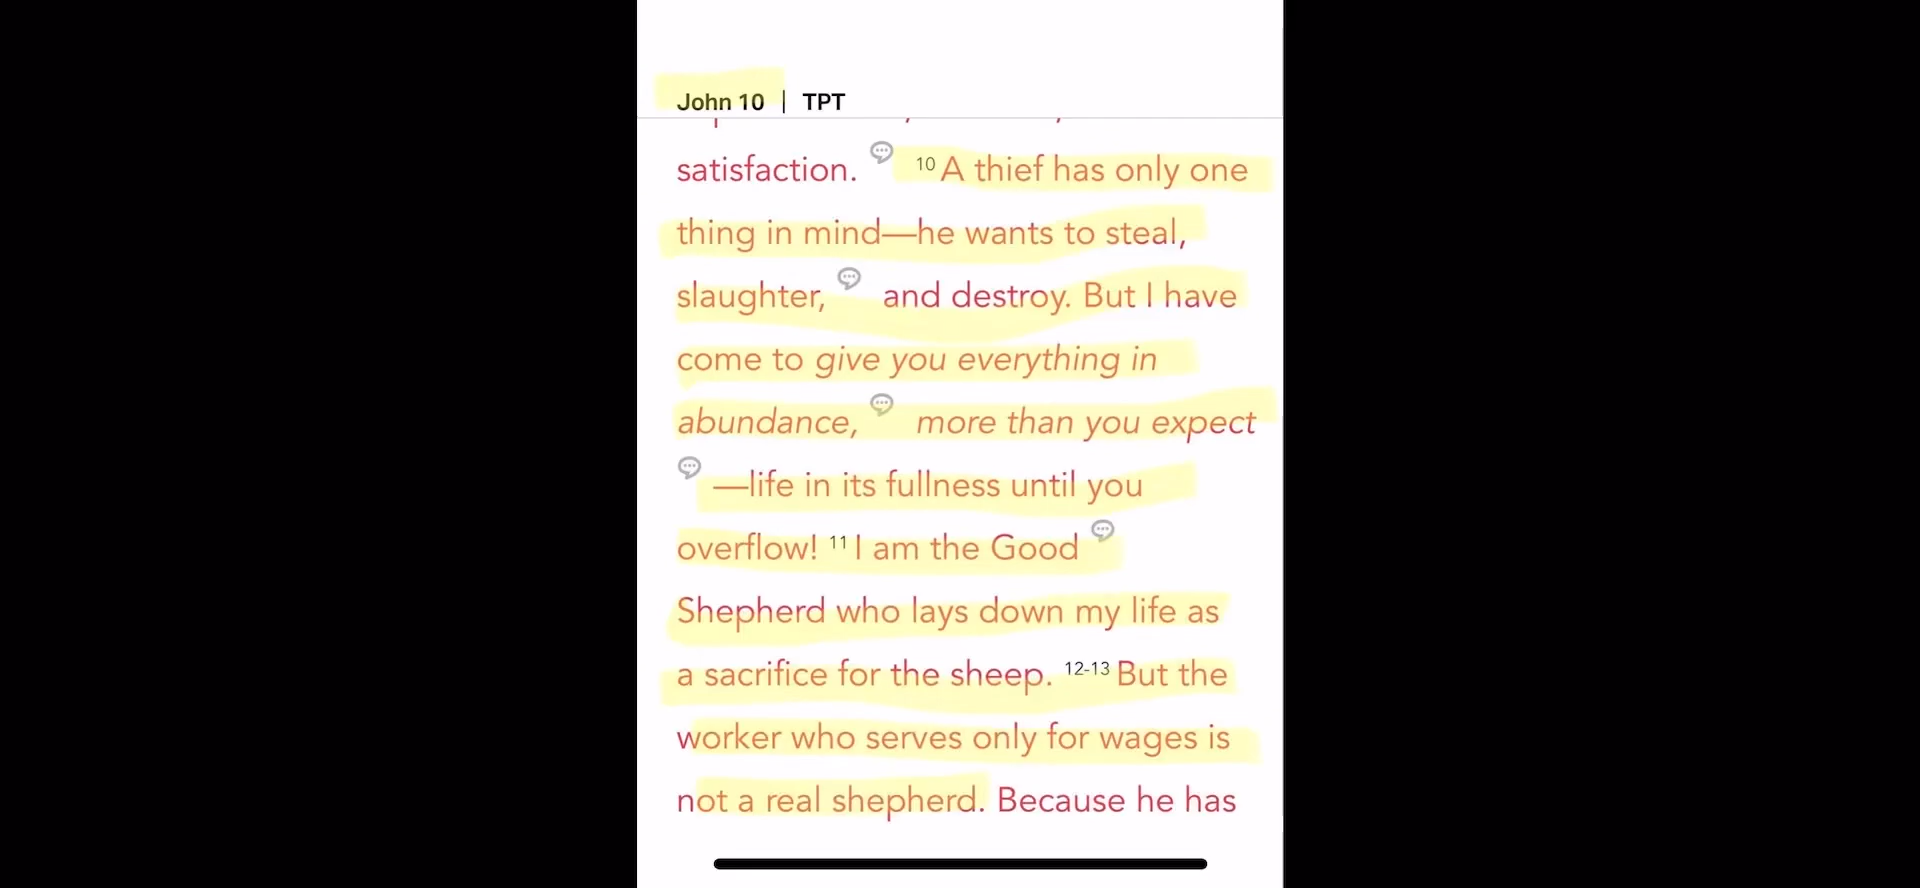 John 10 | TPT
satisfaction. 10 A thief has only one
thing in mind—he wants to steal,
slaughter, and destroy. But I have
come to give you everything in
abundance, more than you expect
—life in its fullness until you
overflow! 11 I am the Good
Shepherd who lays down my life as
a sacrifice for the sheep. 12-13 But the
worker who serves only for wages is
not a real shepherd. Because he has